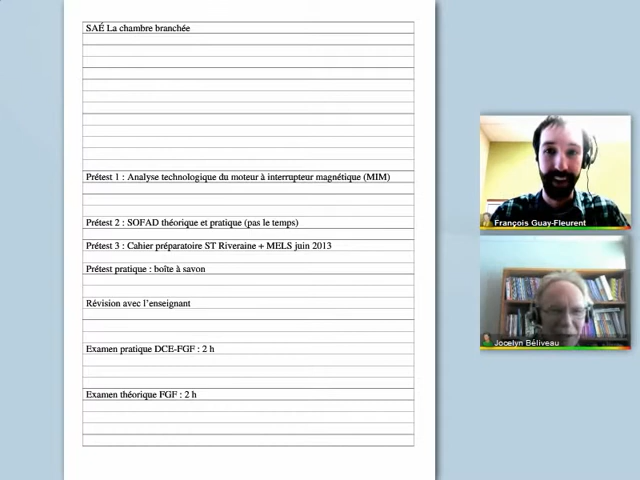 SAÉ La chambre branchée
Prétest 1 : Analyse technologique du moteur à interrupteur magnétique (MIM)
Prétest 2 : SOFAD théorique et pratique (pas le temps)
Prétest 3 : Cahier préparatoire ST Riveraine + MELS juin 2013
Prétest pratique : boîte à savon
Révision avec l'enseignant
Examen pratique DCE-FGF : 2 h
Examen théorique FGF : 2 h
François Guay-Fleurent
Jocelyn Béliveau